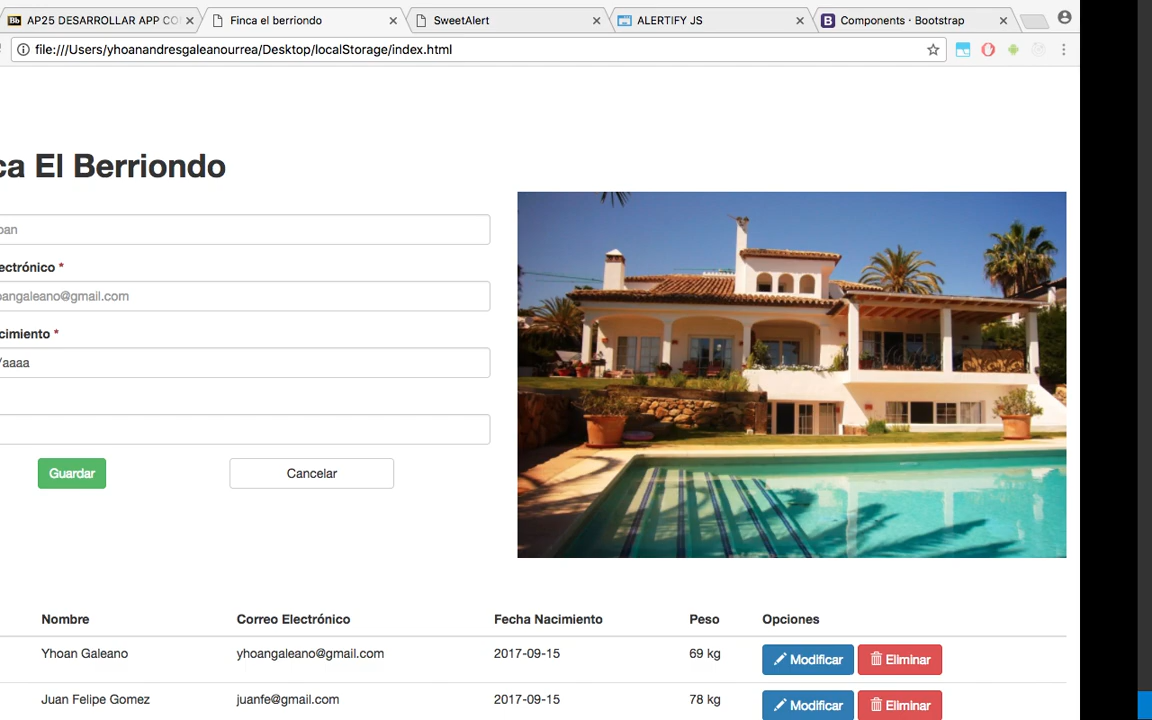 AP25 DESARROLLAR APP CO
Finca el berriondo
SweetAlert
ALERTIFY JS
Components · Bootstrap
file:///Users/yhoanandresgaleanourrea/Desktop/localStorage/index.html
ca El Berriondo
oan
ectrónico *
oangaleano@gmail.com
cimiento *
/aaaa
Guardar
Cancelar
Nombre Correo Electrónico Fecha Nacimiento Peso Opciones
Yhoan Galeano yhoangaleano@gmail.com 2017-09-15 69 kg Modificar Eliminar
Juan Felipe Gomez juanfe@gmail.com 2017-09-15 78 kg Modificar Eliminar